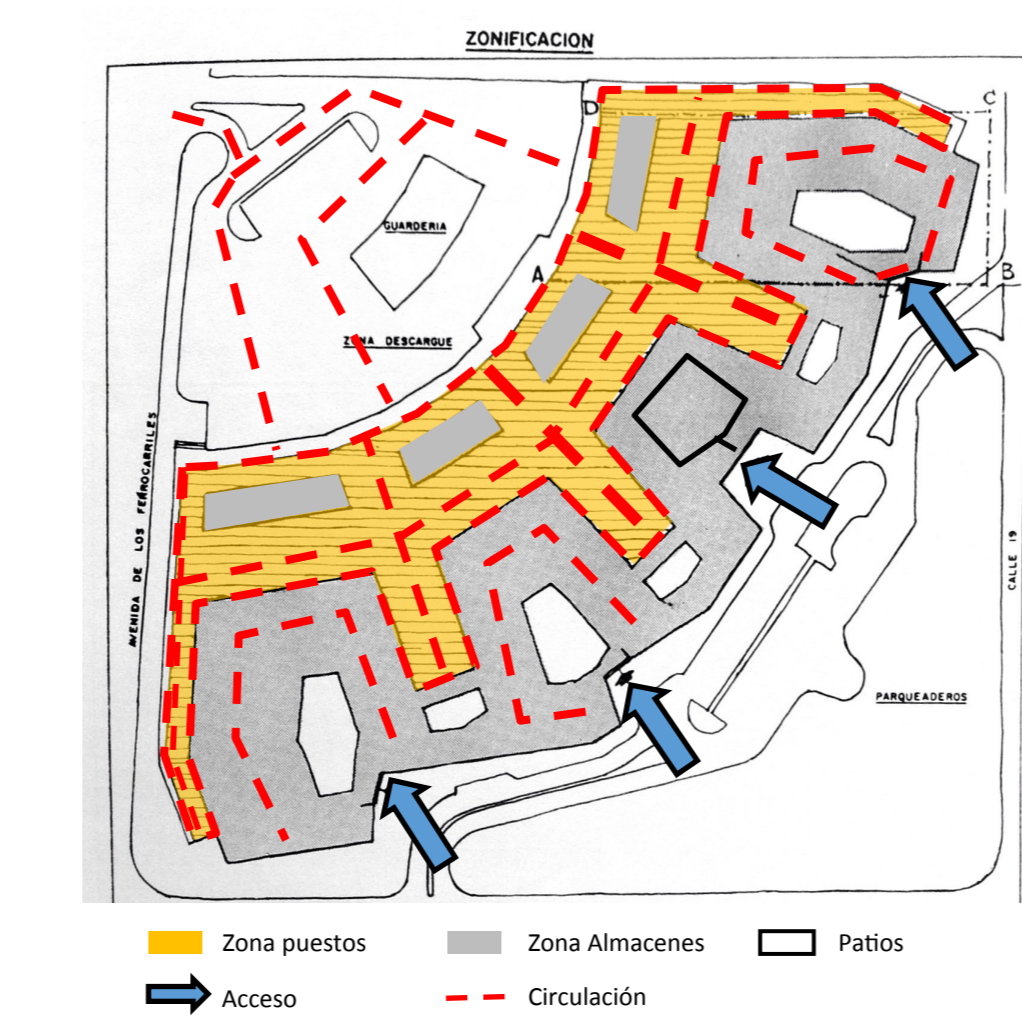 ZONIFICACION
D
C
GUARDERIA
A
B
ZONA DESCARGUE
AVENIDA DE LOS FERROCARRILES
CALLE 19
PARQUEADEROS
Zona puestos
Zona Almacenes
Patios
Acceso
Circulación